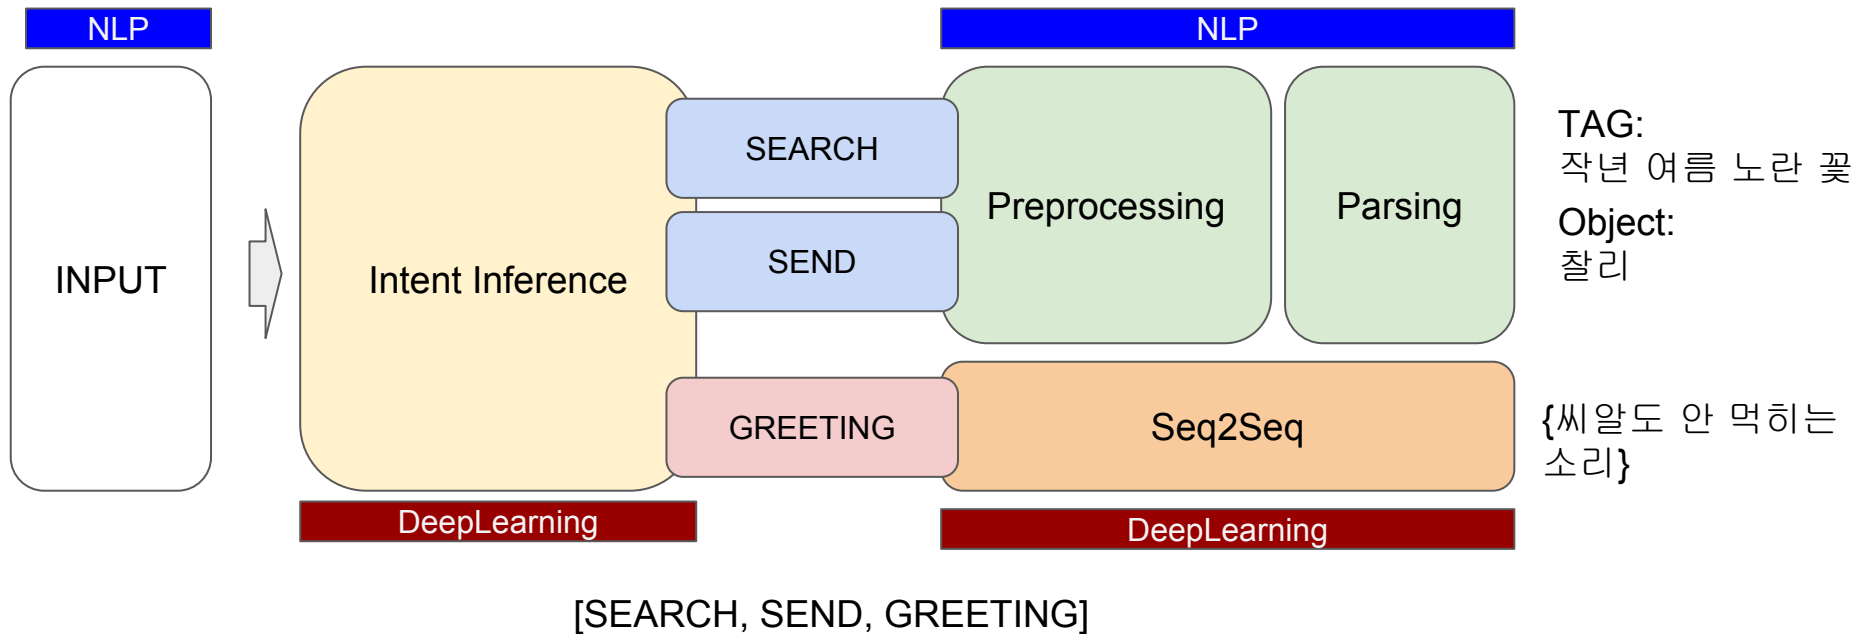 NLP
NLP
INPUT
Intent Inference
SEARCH
SEND
GREETING
Preprocessing
Parsing
Seq2Seq
TAG:
작년 여름 노란 꽃
Object:
찰리
{씨알도 안 먹히는
소리}
DeepLearning
DeepLearning
[SEARCH, SEND, GREETING]